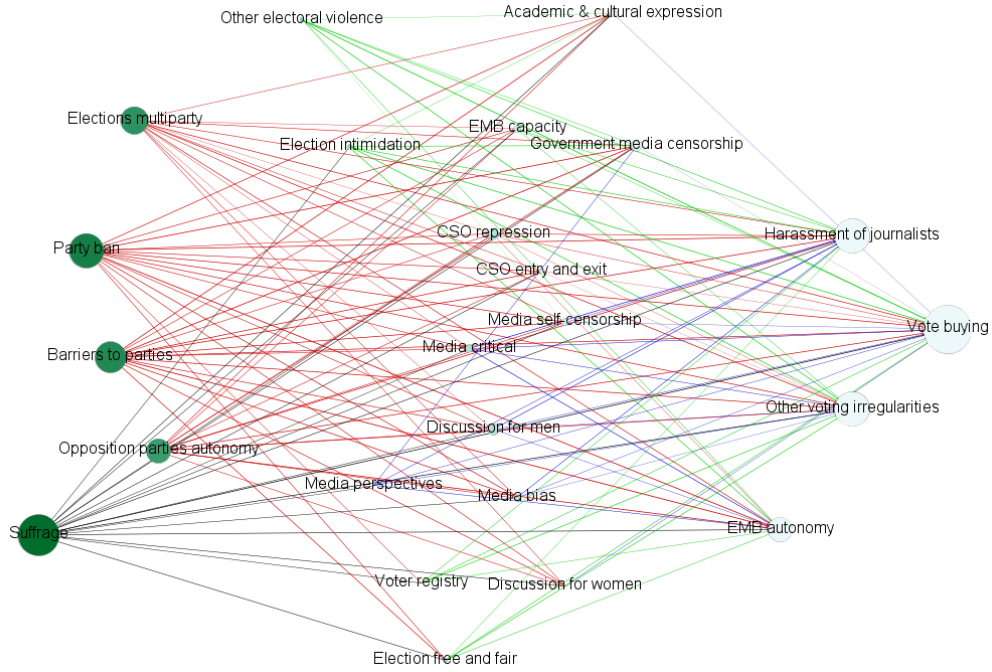 Academic & cultural expression
Other electoral violence
Elections multiparty
EMB capacity
Election intimidation
Government media censorship
CSO repression
Harassment of journalists
Party ban
CSO entry and exit
Media self-censorship
Vote buying
Media critical
Barriers to parties
Other voting irregularities
Discussion for men
Opposition parties autonomy
Media perspectives
Media bias
EMB autonomy
Suffrage
Voter registry
Discussion for women
Election free and fair